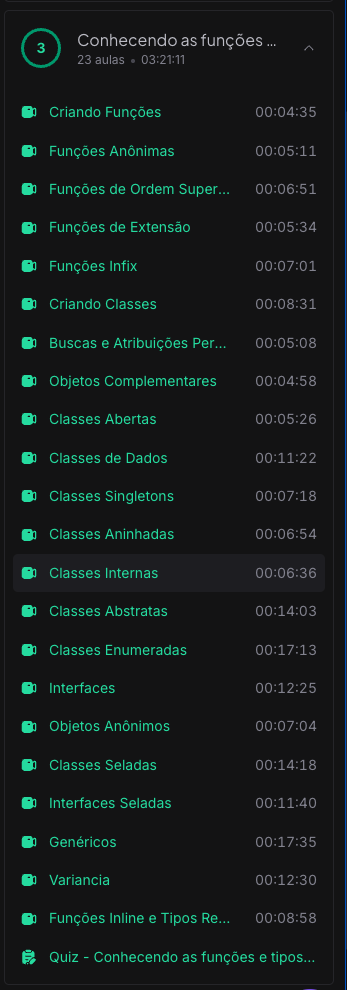 3
Conhecendo as funções ...
23 aulas • 03:21:11
Criando Funções 00:04:35
Funções Anônimas 00:05:11
Funções de Ordem Super... 00:06:51
Funções de Extensão 00:05:34
Funções Infix 00:07:01
Criando Classes 00:08:31
Buscas e Atribuições Per... 00:05:08
Objetos Complementares 00:04:58
Classes Abertas 00:05:26
Classes de Dados 00:11:22
Classes Singletons 00:07:18
Classes Aninhadas 00:06:54
Classes Internas 00:06:36
Classes Abstratas 00:14:03
Classes Enumeradas 00:17:13
Interfaces 00:12:25
Objetos Anônimos 00:07:04
Classes Seladas 00:14:18
Interfaces Seladas 00:11:40
Genéricos 00:17:35
Variancia 00:12:30
Funções Inline e Tipos Re... 00:08:58
Quiz - Conhecendo as funções e tipos...